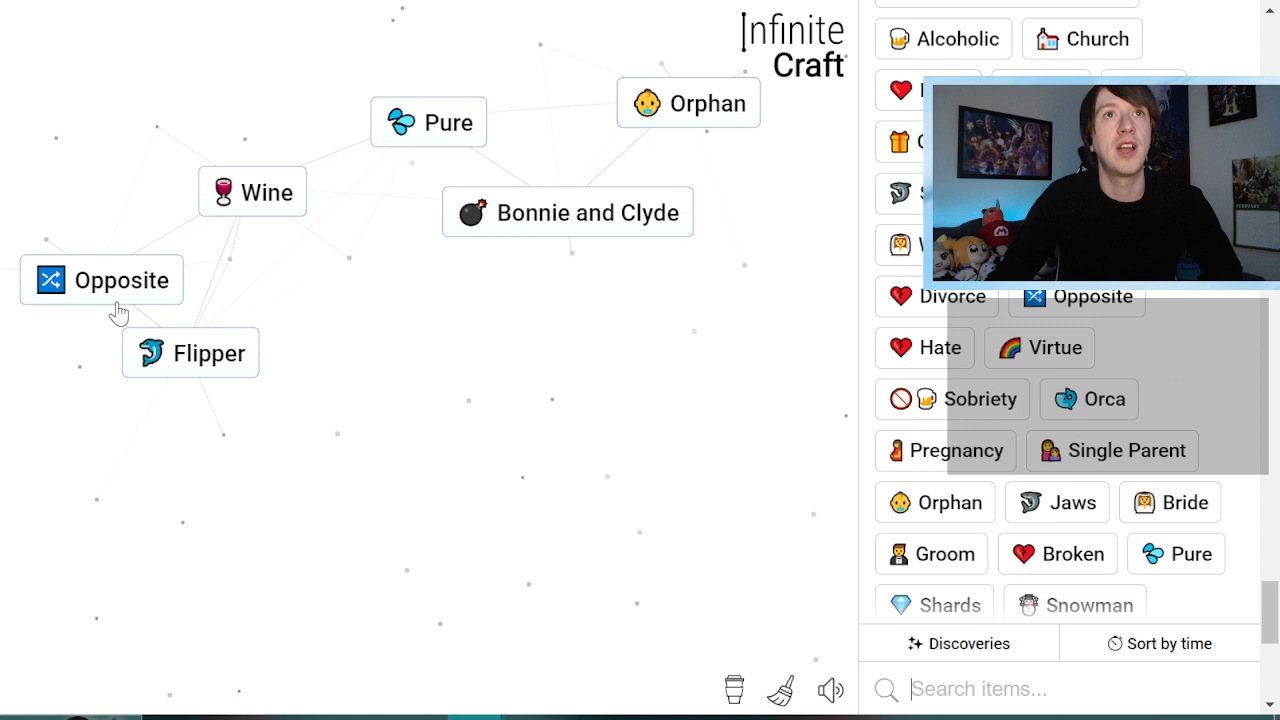 Infinite
Craft
Orphan
Pure
Wine
Bonnie and Clyde
Opposite
Flipper
Alcoholic
Church
Divorce
Opposite
Hate
Virtue
Sobriety
Orca
Pregnancy
Single Parent
Orphan
Jaws
Bride
Groom
Broken
Pure
Shards
Snowman
Discoveries
Sort by time
Search items...
FEBRUARY